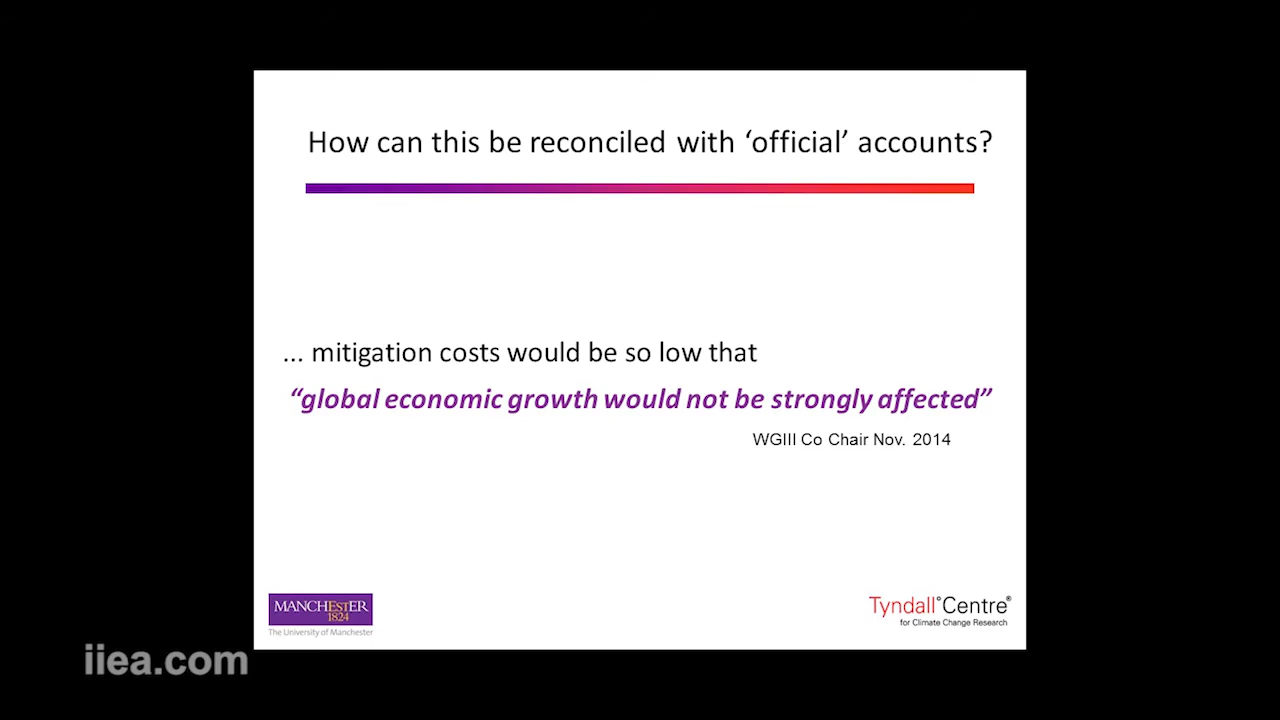 How can this be reconciled with ‘official’ accounts?
... mitigation costs would be so low that
“global economic growth would not be strongly affected”
WGIII Co Chair Nov. 2014
MANCHEstER
1824
The University of Manchester
Tyndall°Centre®
for Climate Change Research
iiea.com